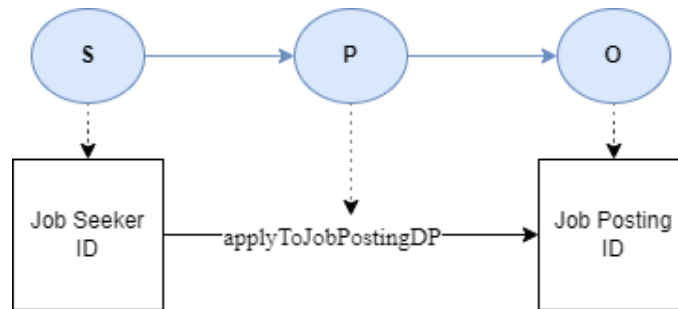 S
P
O
Job Seeker
ID
applyToJobPostingDP
Job Posting
ID